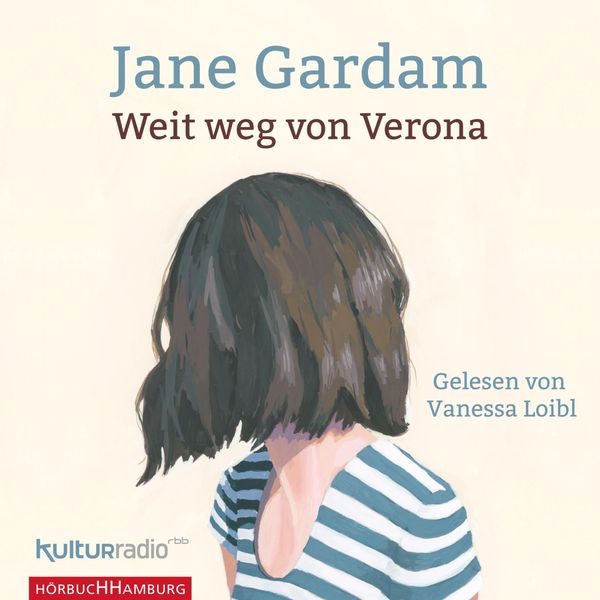 Jane Gardam
Weit weg von Verona
Gelesen von
Vanessa Loibl
kulturradio rbb
HÖRBUCHHAMBURG